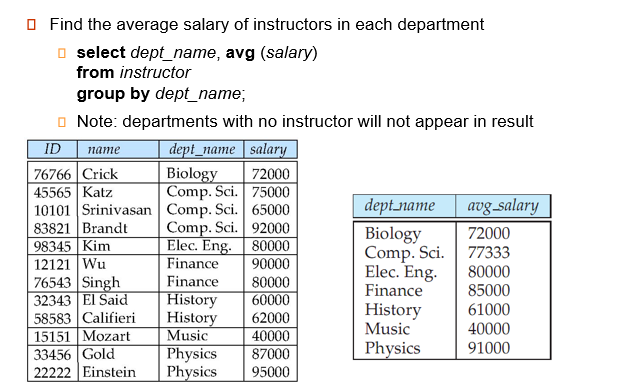 Find the average salary of instructors in each department
select dept_name, avg (salary)
from instructor
group by dept_name;
Note: departments with no instructor will not appear in result
ID name dept_name salary
76766 Crick Biology 72000
45565 Katz Comp. Sci. 75000
10101 Srinivasan Comp. Sci. 65000
83821 Brandt Comp. Sci. 92000
98345 Kim Elec. Eng. 80000
12121 Wu Finance 90000
76543 Singh Finance 80000
32343 El Said History 60000
58583 Califieri History 62000
15151 Mozart Music 40000
33456 Gold Physics 87000
22222 Einstein Physics 95000
dept_name avg_salary
Biology 72000
Comp. Sci. 77333
Elec. Eng. 80000
Finance 85000
History 61000
Music 40000
Physics 91000